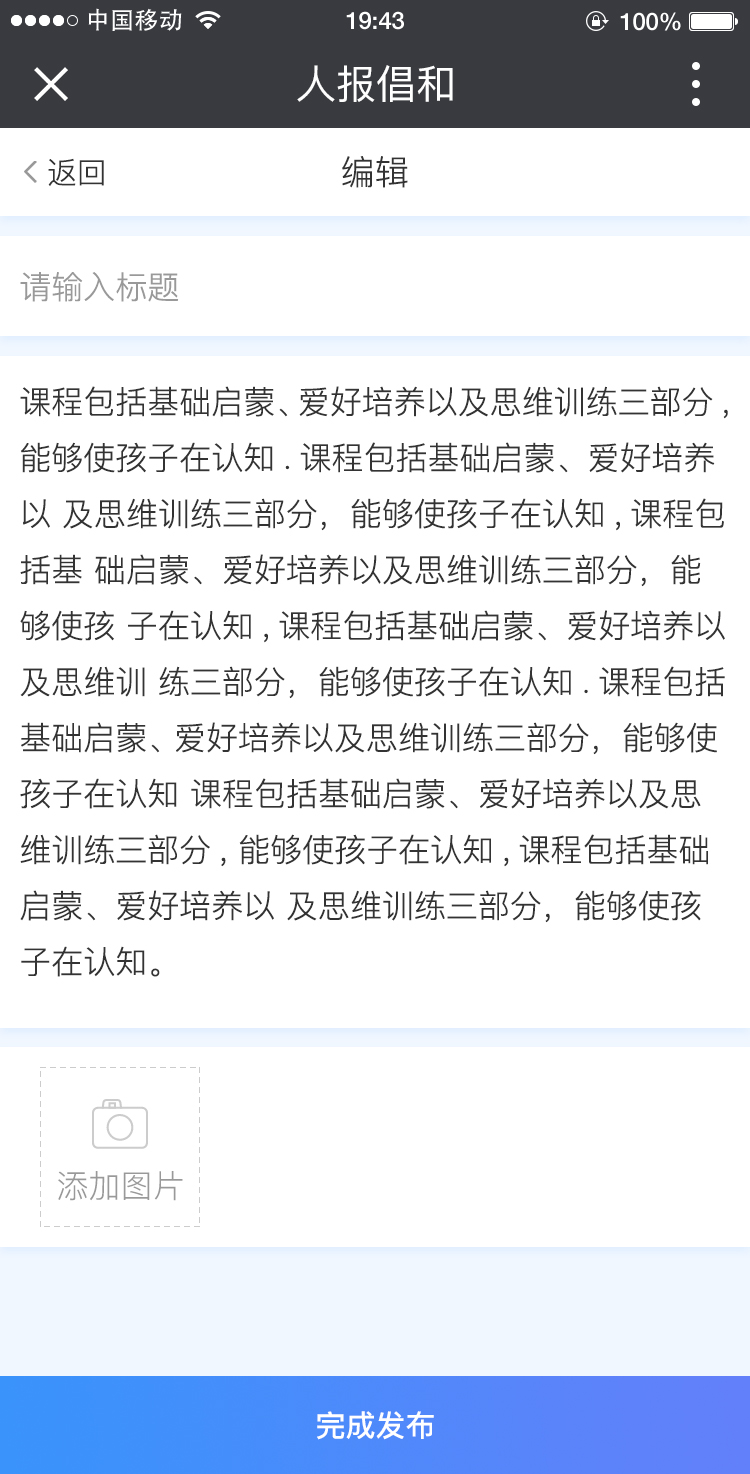 中国移动 19:43 100%
人报倡和
返回 编辑
请输入标题
课程包括基础启蒙、爱好培养以及思维训练三部分 ,
能够使孩子在认知 . 课程包括基础启蒙、爱好培养
以 及思维训练三部分， 能够使孩子在认知 , 课程包
括基 础启蒙、爱好培养以及思维训练三部分， 能
够使孩 子在认知 , 课程包括基础启蒙、爱好培养以
及思维训 练三部分， 能够使孩子在认知 . 课程包括
基础启蒙、爱好培养以及思维训练三部分， 能够使
孩子在认知 课程包括基础启蒙、爱好培养以及思
维训练三部分 , 能够使孩子在认知 , 课程包括基础
启蒙、爱好培养以 及思维训练三部分， 能够使孩
子在认知。
添加图片
完成发布